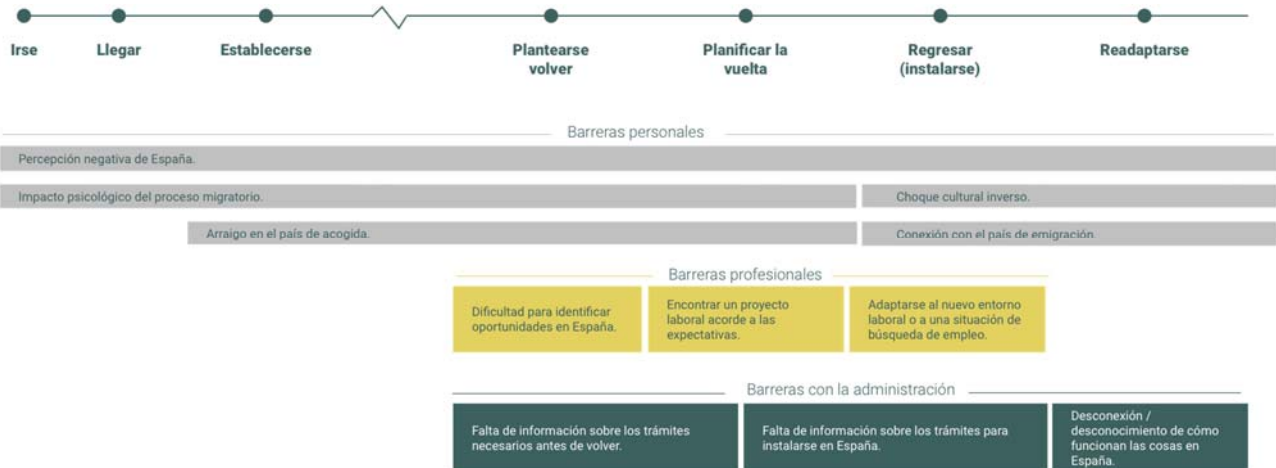 Irse
Llegar
Establecerse
Plantearse
volver
Planificar la
vuelta
Regresar
(instalarse)
Readaptarse
Barreras personales
Percepción negativa de España.
Impacto psicológico del proceso migratorio.
Choque cultural inverso.
Arraigo en el país de acogida.
Conexión con el país de emigración.
Barreras profesionales
Dificultad para identificar
oportunidades en España.
Encontrar un proyecto
laboral acorde a las
expectativas.
Adaptarse al nuevo entorno
laboral o a una situación de
búsqueda de empleo.
Barreras con la administración
Falta de información sobre los trámites
necesarios antes de volver.
Falta de información sobre los trámites para
instalarse en España.
Desconexión /
desconocimiento de cómo
funcionan las cosas en
España.